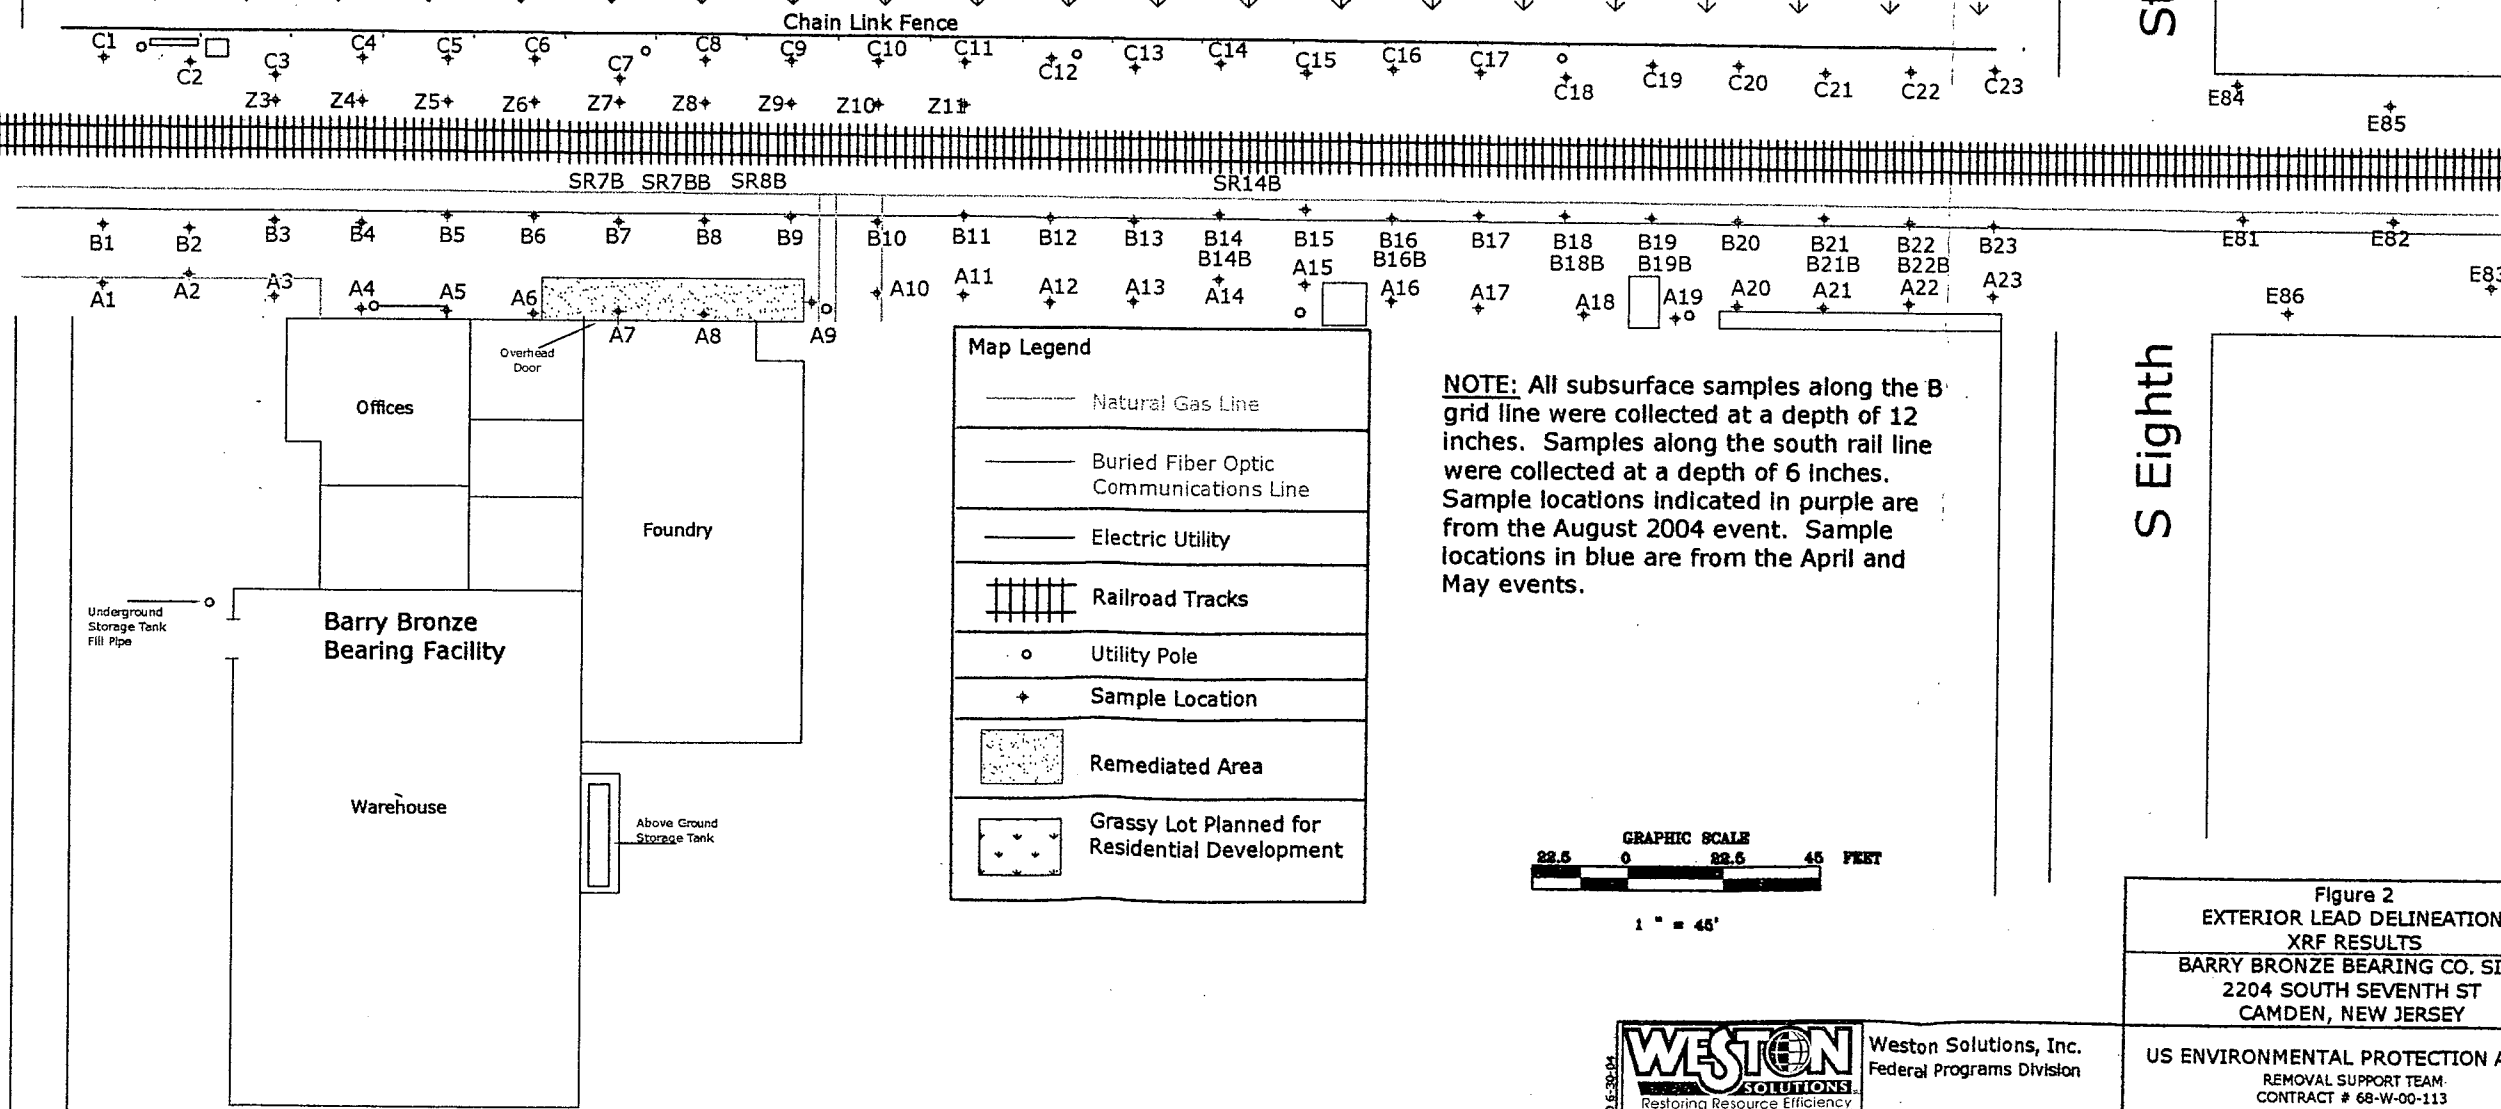 St
Chain Link Fence
C1 C2 C3 C4 C5 C6 C7 C8 C9 C10 C11 C12 C13 C14 C15 C16 C17 C18 C19 C20 C21 C22 C23
E84
E85
Z3 Z4 Z5 Z6 Z7 Z8 Z9 Z10 Z11
SR7B SR7BB SR8B SR14B
B1 B2 B3 B4 B5 B6 B7 B8 B9 B10 B11 B12 B13 B14 B15 B16 B17 B18 B19 B20 B21 B22 B23 E81 E82
B14B B16B B18B B19B B21B B22B
A1 A2 A3 A4 A5 A6 A7 A8 A9 A10 A11 A12 A13 A14 A15 A16 A17 A18 A19 A20 A21 A22 A23
E86
E83
Overhead
Door
Offices
Foundry
Underground
Storage Tank
Fill Pipe
Barry Bronze
Bearing Facility
Warehouse
Above Ground
Storage Tank
Map Legend
Natural Gas Line
Buried Fiber Optic
Communications Line
Electric Utility
Railroad Tracks
Utility Pole
Sample Location
Remediated Area
Grassy Lot Planned for
Residential Development
NOTE: All subsurface samples along the B
grid line were collected at a depth of 12
inches. Samples along the south rail line
were collected at a depth of 6 inches.
Sample locations indicated in purple are
from the August 2004 event. Sample
locations in blue are from the April and
May events.
S Eighth
GRAPHIC SCALE
22.5 0 22.5 45 FEET
1 " = 45'
Figure 2
EXTERIOR LEAD DELINEATION
XRF RESULTS
BARRY BRONZE BEARING CO. SI
2204 SOUTH SEVENTH ST
CAMDEN, NEW JERSEY
WESTON
SOLUTIONS
Restoring Resource Efficiency
Weston Solutions, Inc.
Federal Programs Division
US ENVIRONMENTAL PROTECTION A
REMOVAL SUPPORT TEAM
CONTRACT # 68-W-00-113